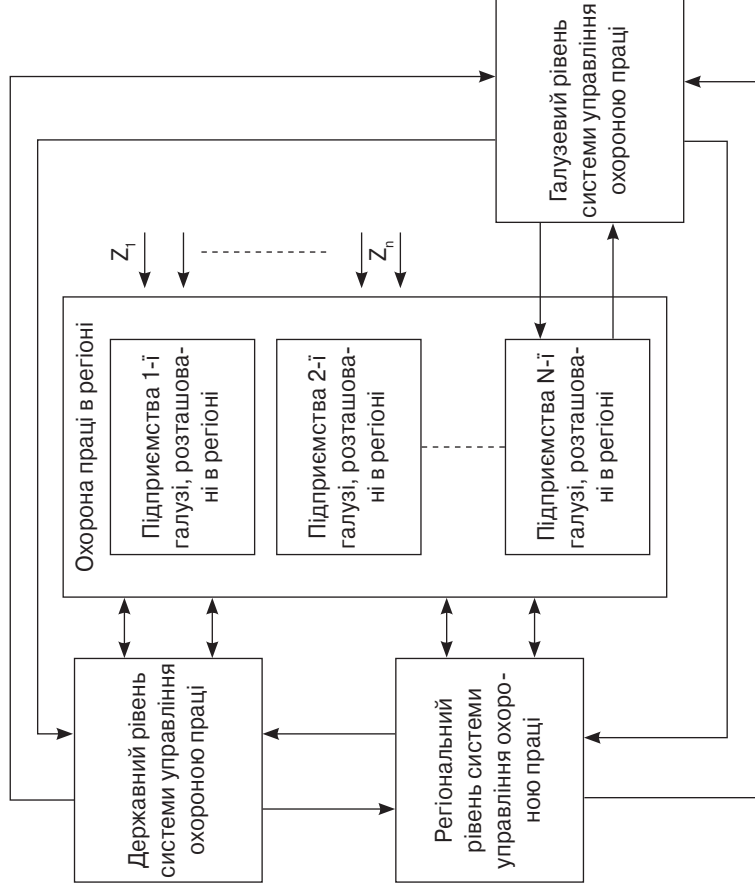 Державний рівень
системи управління
охороною праці
Регіональний
рівень системи
управління охоро-
ною праці
Охорона праці в регіоні
Підприємства 1-ї
галузі, розташова-
ні в регіоні
Підприємства 2-ї
галузі, розташова-
ні в регіоні
Підприємства N-ї
галузі, розташова-
ні в регіоні
Z1
Zn
Галузевий рівень
системи управління
охороною праці